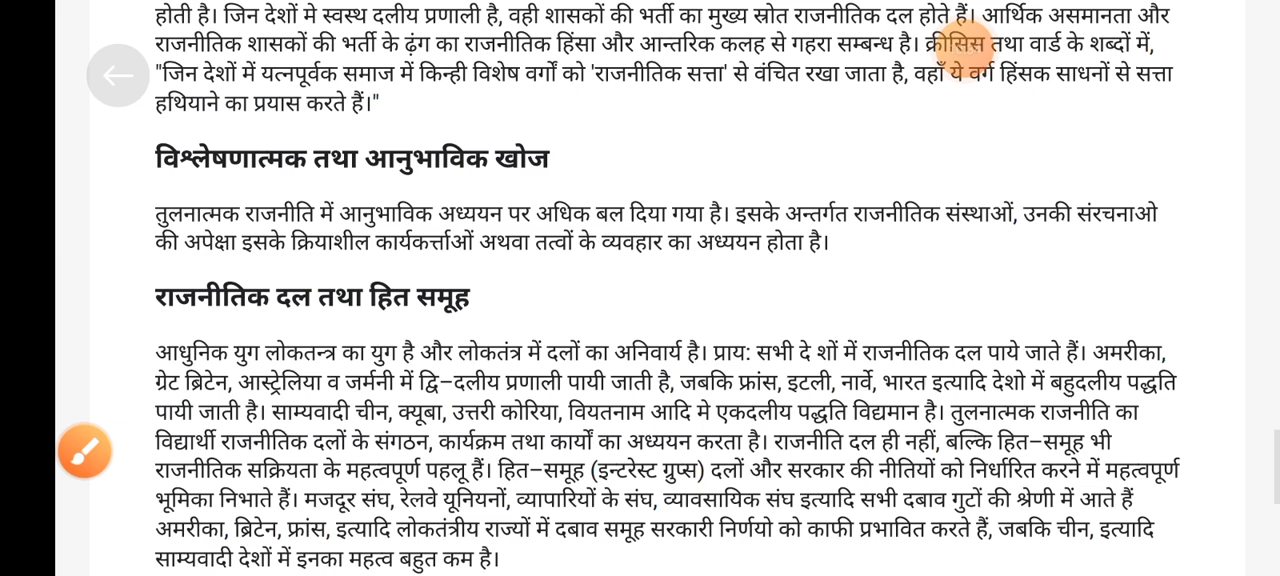 होती है। जिन देशों मे स्वस्थ दलीय प्रणाली है, वही शासकों की भर्ती का मुख्य स्रोत राजनीतिक दल होते हैं। आर्थिक असमानता और
राजनीतिक शासकों की भर्ती के ढ़ंग का राजनीतिक हिंसा और आन्तरिक कलह से गहरा सम्बन्ध है। क्रीसिस तथा वार्ड के शब्दों में,
"जिन देशों में यत्नपूर्वक समाज में किन्ही विशेष वर्गों को 'राजनीतिक सत्ता' से वंचित रखा जाता है, वहाँ ये वर्ग हिंसक साधनों से सत्ता
हथियाने का प्रयास करते हैं।"
विश्लेषणात्मक तथा आनुभाविक खोज
तुलनात्मक राजनीति में आनुभाविक अध्ययन पर अधिक बल दिया गया है। इसके अन्तर्गत राजनीतिक संस्थाओं, उनकी संरचनाओ
की अपेक्षा इसके क्रियाशील कार्यकर्त्ताओं अथवा तत्वों के व्यवहार का अध्ययन होता है।
राजनीतिक दल तथा हित समूह
आधुनिक युग लोकतन्त्र का युग है और लोकतंत्र में दलों का अनिवार्य है। प्राय: सभी दे शों में राजनीतिक दल पाये जाते हैं। अमरीका,
ग्रेट ब्रिटेन, आस्ट्रेलिया व जर्मनी में द्वि−दलीय प्रणाली पायी जाती है, जबकि फ्रांस, इटली, नार्वे, भारत इत्यादि देशो में बहुदलीय पद्धति
पायी जाती है। साम्यवादी चीन, क्यूबा, उत्तरी कोरिया, वियतनाम आदि मे एकदलीय पद्धति विद्यमान है। तुलनात्मक राजनीति का
विद्यार्थी राजनीतिक दलों के संगठन, कार्यक्रम तथा कार्यों का अध्ययन करता है। राजनीति दल ही नहीं, बल्कि हित−समूह भी
राजनीतिक सक्रियता के महत्वपूर्ण पहलू हैं। हित−समूह (इन्टरेस्ट ग्रुप्स) दलों और सरकार की नीतियों को निर्धारित करने में महत्वपूर्ण
भूमिका निभाते हैं। मजदूर संघ, रेलवे यूनियनों, व्यापारियों के संघ, व्यावसायिक संघ इत्यादि सभी दबाव गुटों की श्रेणी में आते हैं
अमरीका, ब्रिटेन, फ्रांस, इत्यादि लोकतंत्रीय राज्यों में दबाव समूह सरकारी निर्णयो को काफी प्रभावित करते हैं, जबकि चीन, इत्यादि
साम्यवादी देशों में इनका महत्व बहुत कम है।